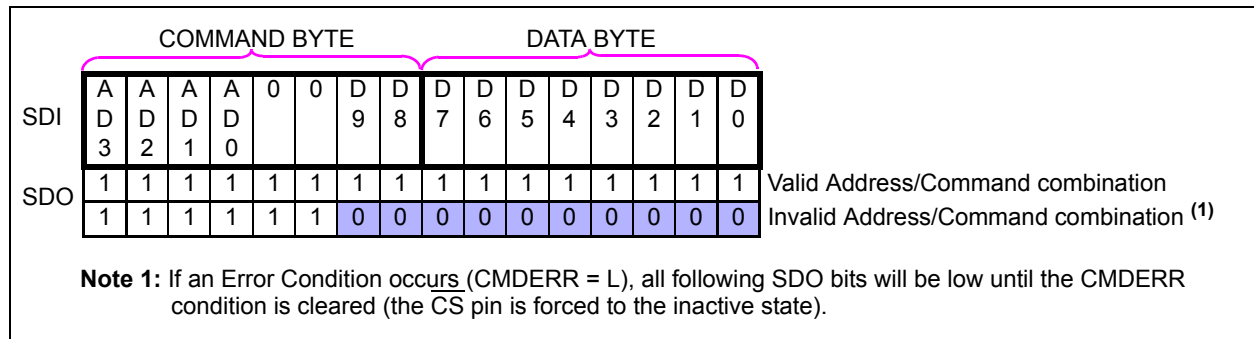 COMMAND BYTE DATA BYTE
SDI A A A A 0 0 D D D D D D D D D D
D D D D 9 8 7 6 5 4 3 2 1 0
3 2 1 0
SDO 1 1 1 1 1 1 1 1 1 1 1 1 1 1 1 1 Valid Address/Command combination
1 1 1 1 1 1 0 0 0 0 0 0 0 0 0 0 Invalid Address/Command combination (1)
Note 1: If an Error Condition occurs (CMDERR = L), all following SDO bits will be low until the CMDERR
condition is cleared (the CS pin is forced to the inactive state).